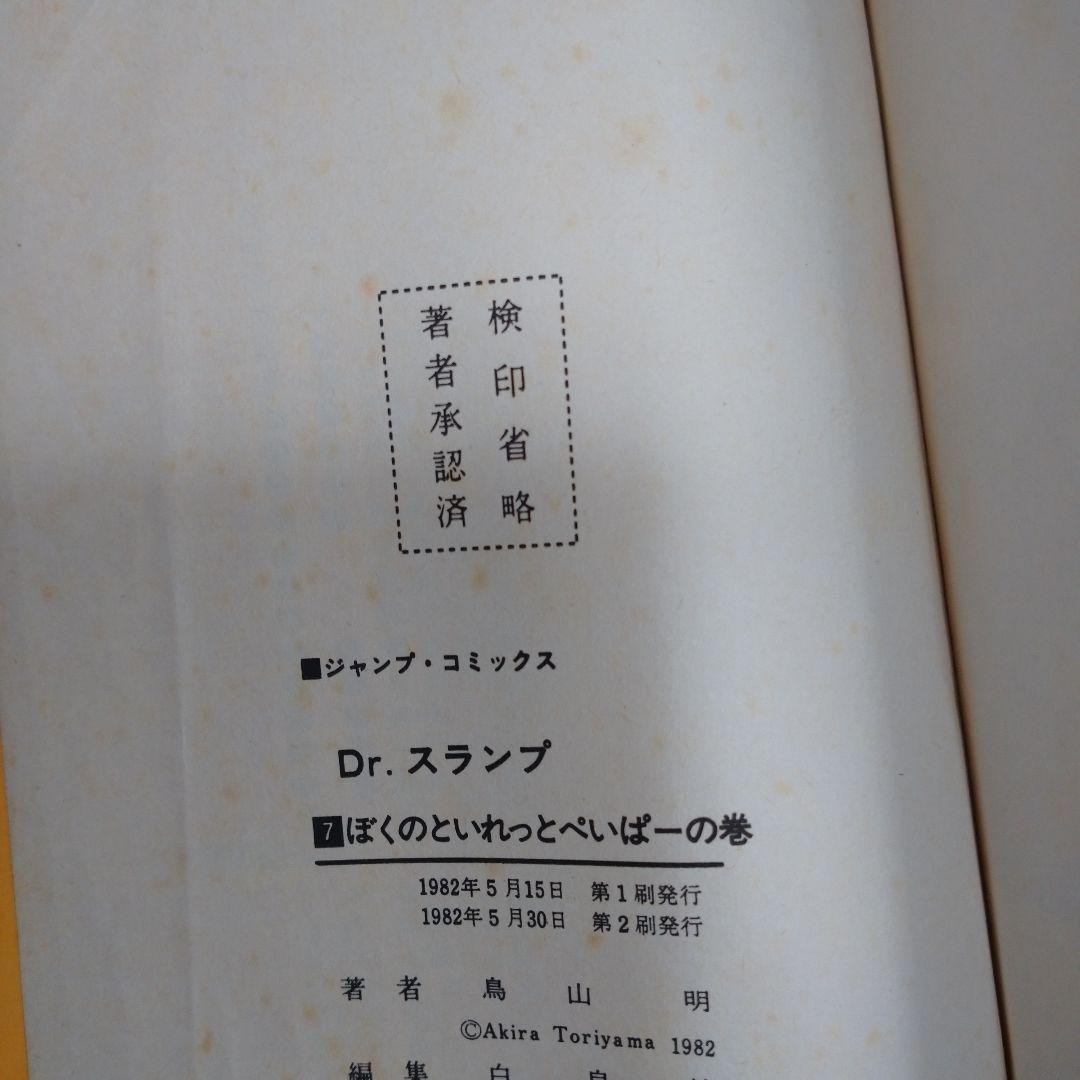 検印省略
著者承認済
■ジャンプ・コミックス
Dr.スランプ
7 ぼくのといれっとぺいぱーの巻
1982年5月15日 第1刷発行
1982年5月30日 第2刷発行
著者 鳥山明
©Akira Toriyama 1982
編集